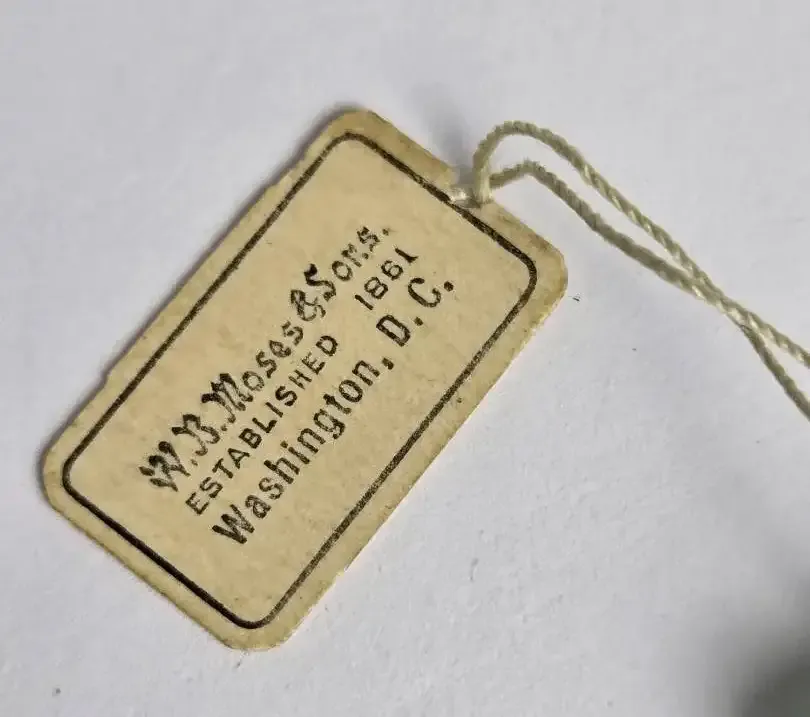 W. B. Moses & Sons.
ESTABLISHED 1861
Washington, D. C.